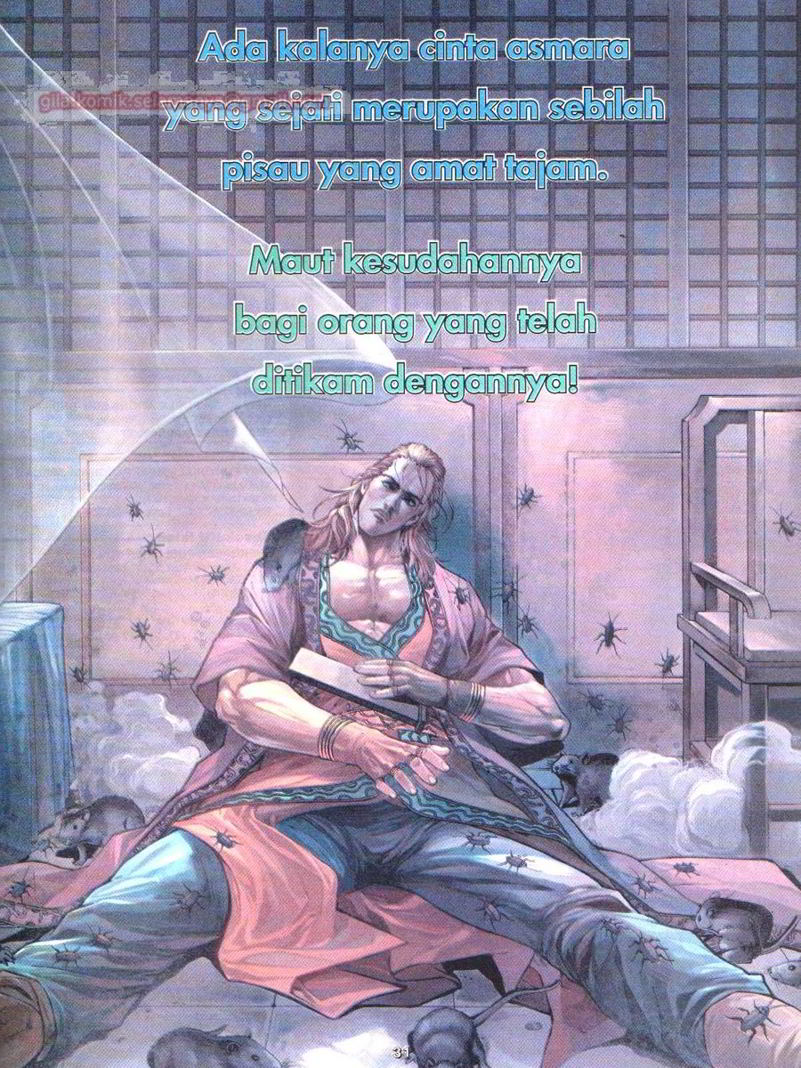 Ada kalanya cinta asmara
yang sejati merupakan sebilah
pisau yang amat tajam.
Maut kesudahannya
bagi orang yang telah
ditikam dengannya!
31